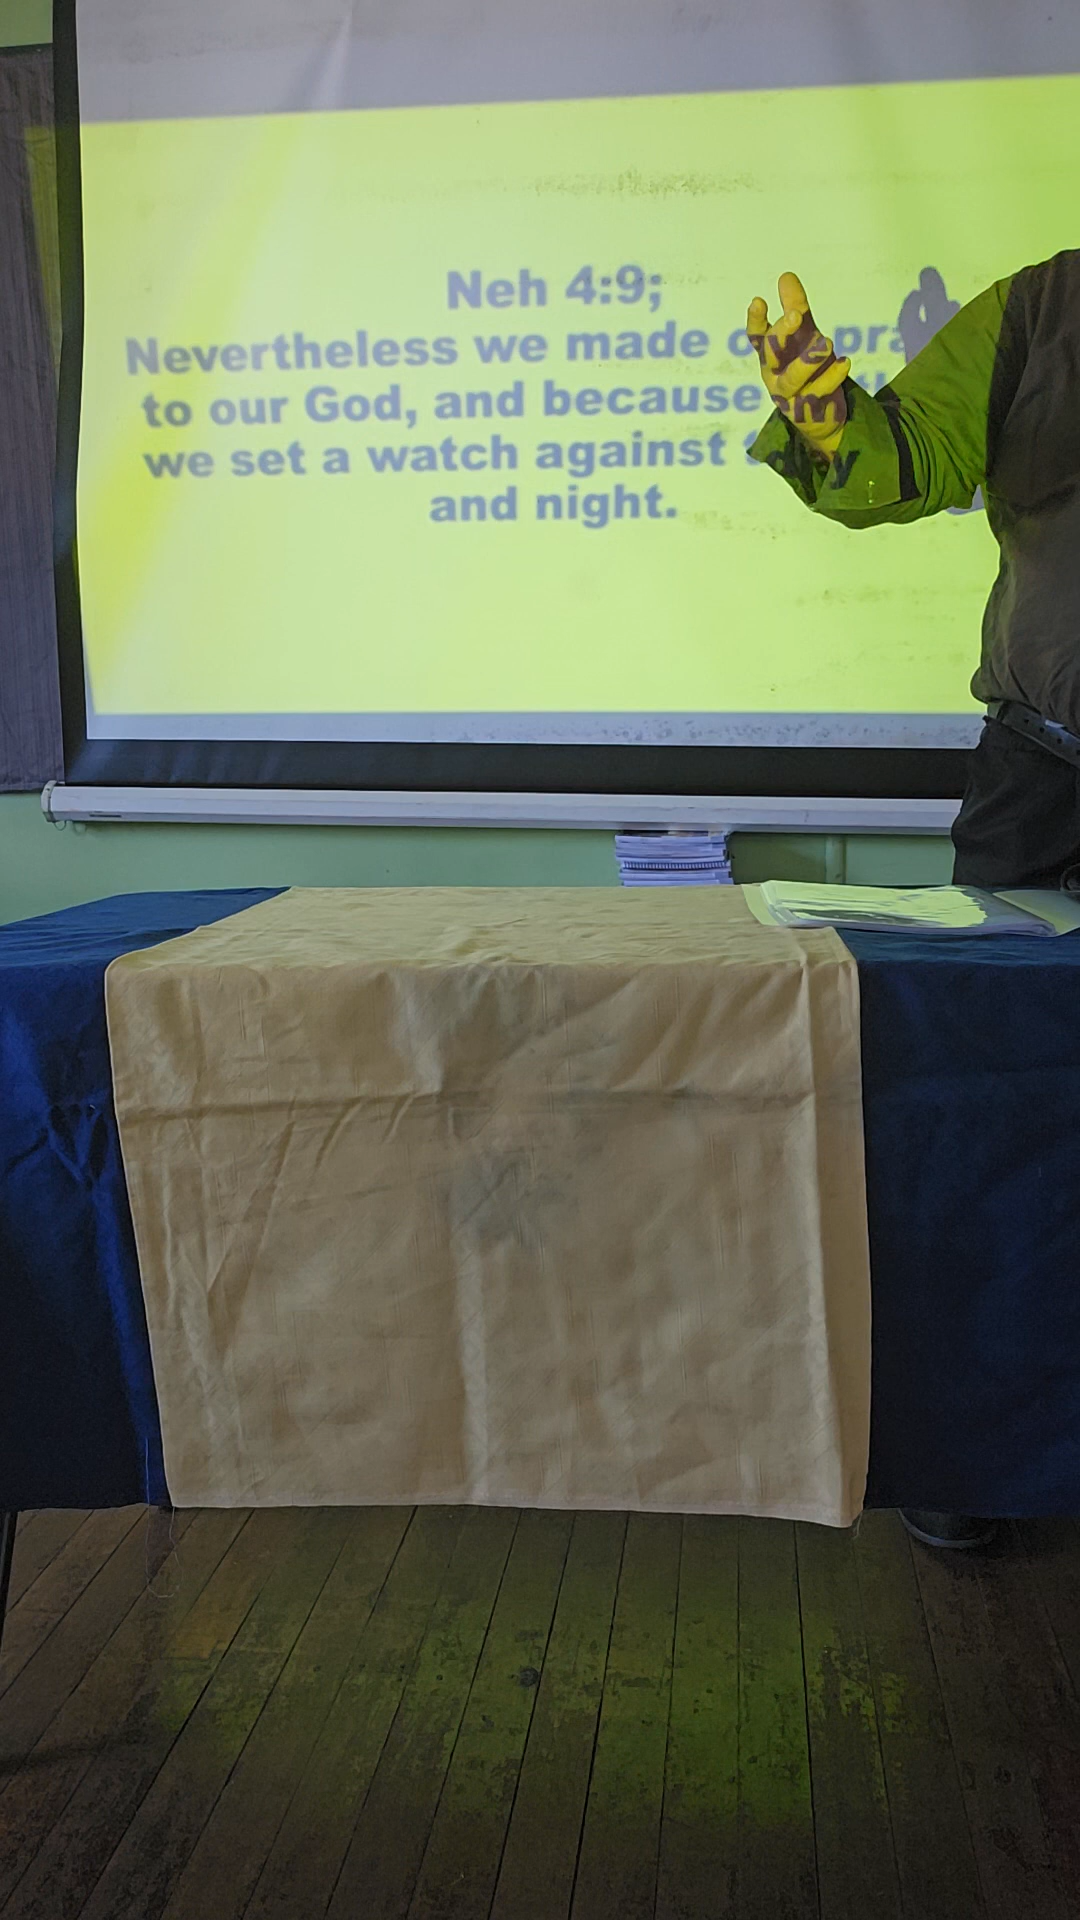 Neh 4:9;
Nevertheless we made o
to our God, and because
we set a watch against
and night.